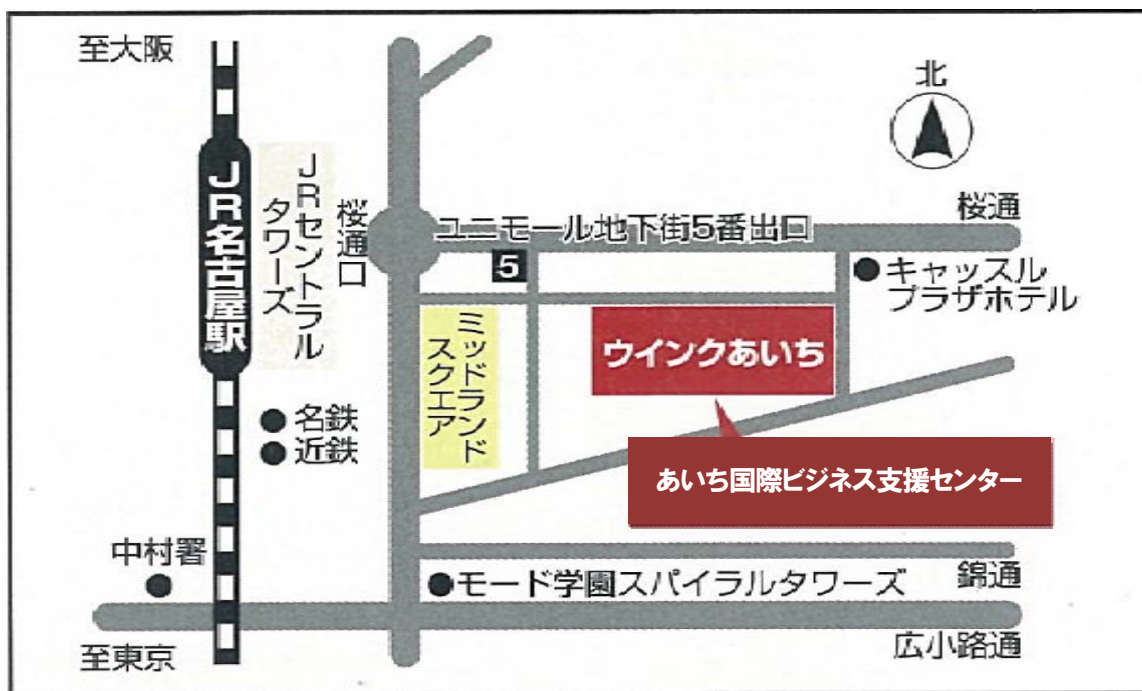 至大阪
北
JR名古屋駅
JRセントラル
タワーズ
桜通口
桜通
ユニモール地下街5番出口
5
キャッスル
プラザホテル
ミッドランド
スクエア
ウインクあいち
名鉄
近鉄
あいち国際ビジネス支援センター
中村署
モード学園スパイラルタワーズ
錦通
広小路通
至東京